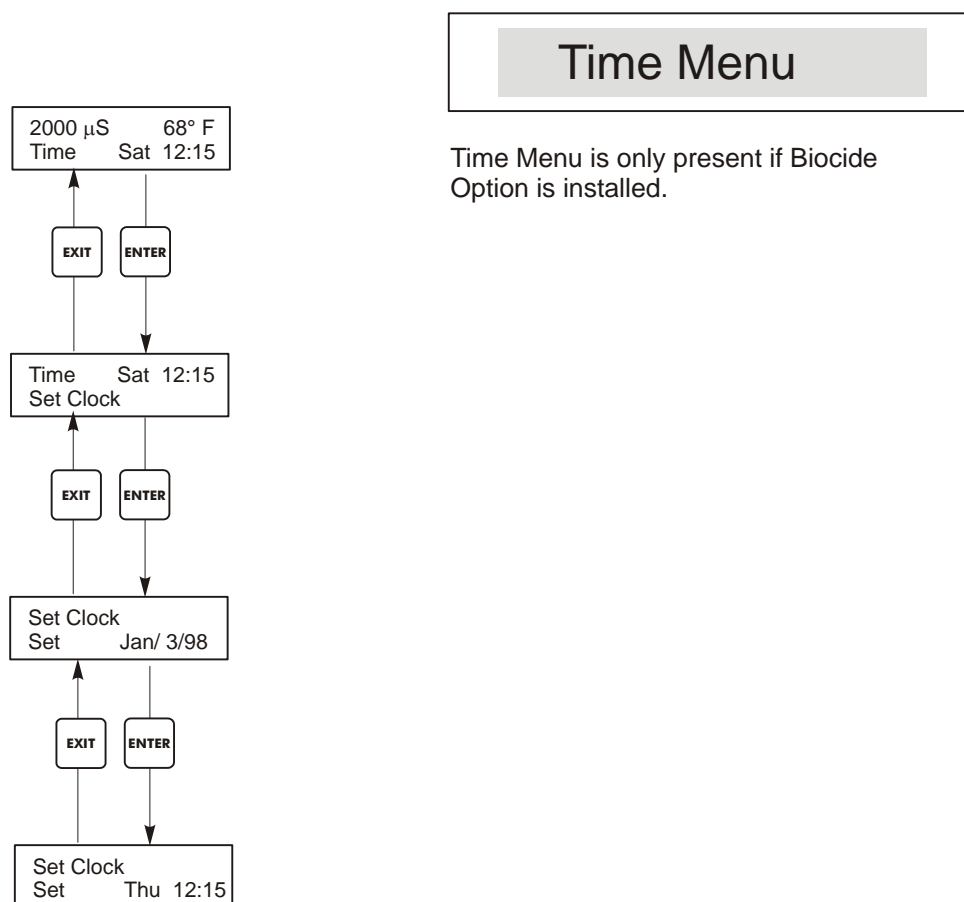 Time Menu
Time Menu is only present if Biocide
Option is installed.
2000 μS 68° F
Time Sat 12:15
EXIT ENTER
Time Sat 12:15
Set Clock
EXIT ENTER
Set Clock
Set Jan/ 3/98
EXIT ENTER
Set Clock
Set Thu 12:15